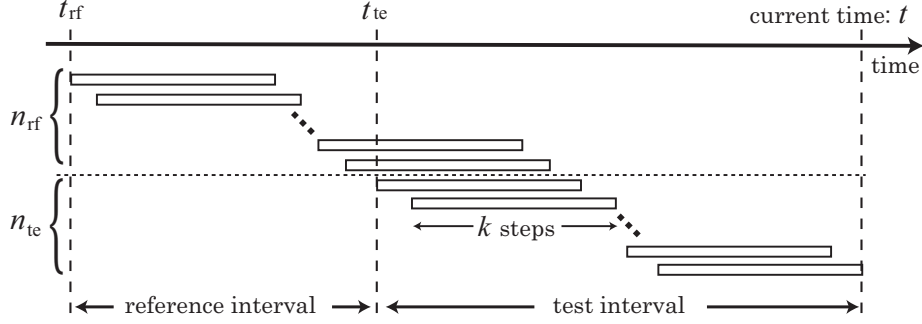 t_rf
t_te
current time: t
time
n_rf
n_te
k steps
reference interval
test interval